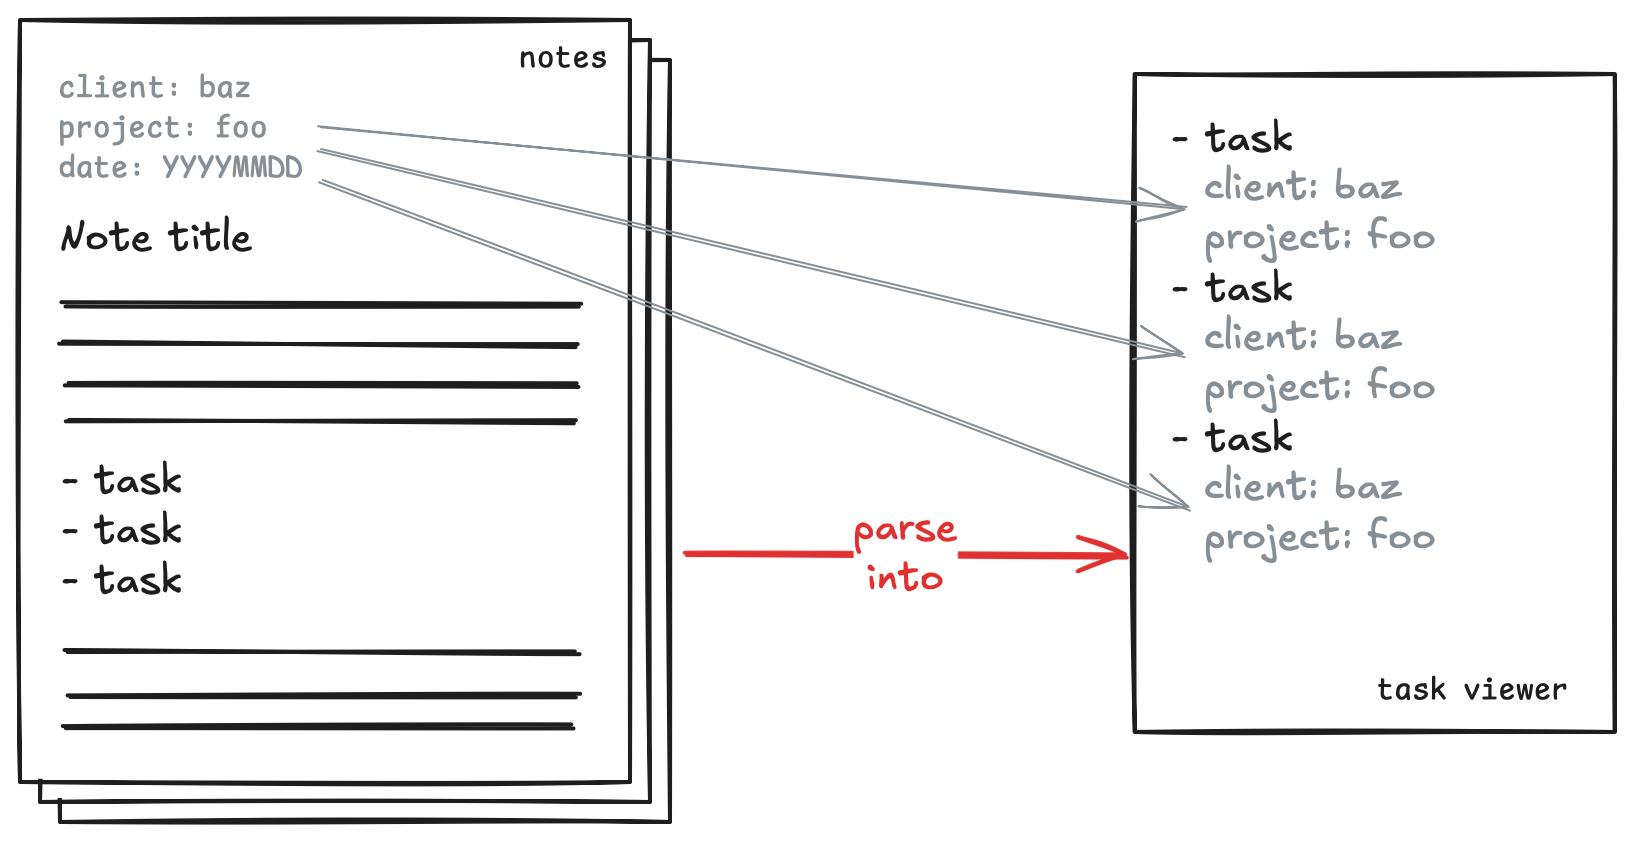 notes
client: baz
project: foo
date: YYYYMMDD
Note title
- task
- task
- task
parse
into
- task
client: baz
project: foo
- task
client: baz
project: foo
- task
client: baz
project: foo
task viewer